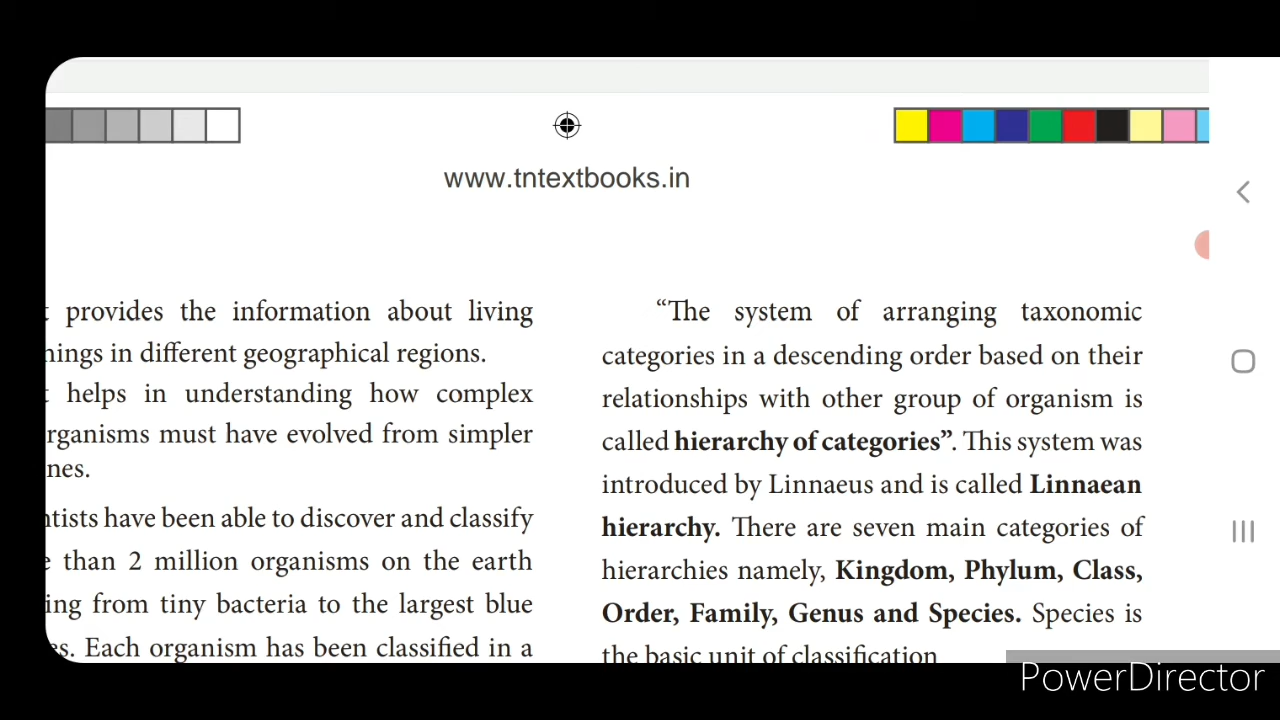 www.tntextbooks.in
provides the information about living
in different geographical regions.
helps in understanding how complex
must have evolved from simpler
have been able to discover and classify
than 2 million organisms on the earth
from tiny bacteria to the largest blue
Each organism has been classified in a
“The system of arranging taxonomic
categories in a descending order based on their
relationships with other group of organism is
called hierarchy of categories”. This system was
introduced by Linnaeus and is called Linnaean
hierarchy. There are seven main categories of
hierarchies namely, Kingdom, Phylum, Class,
Order, Family, Genus and Species. Species is
the basic unit of classification
PowerDirector